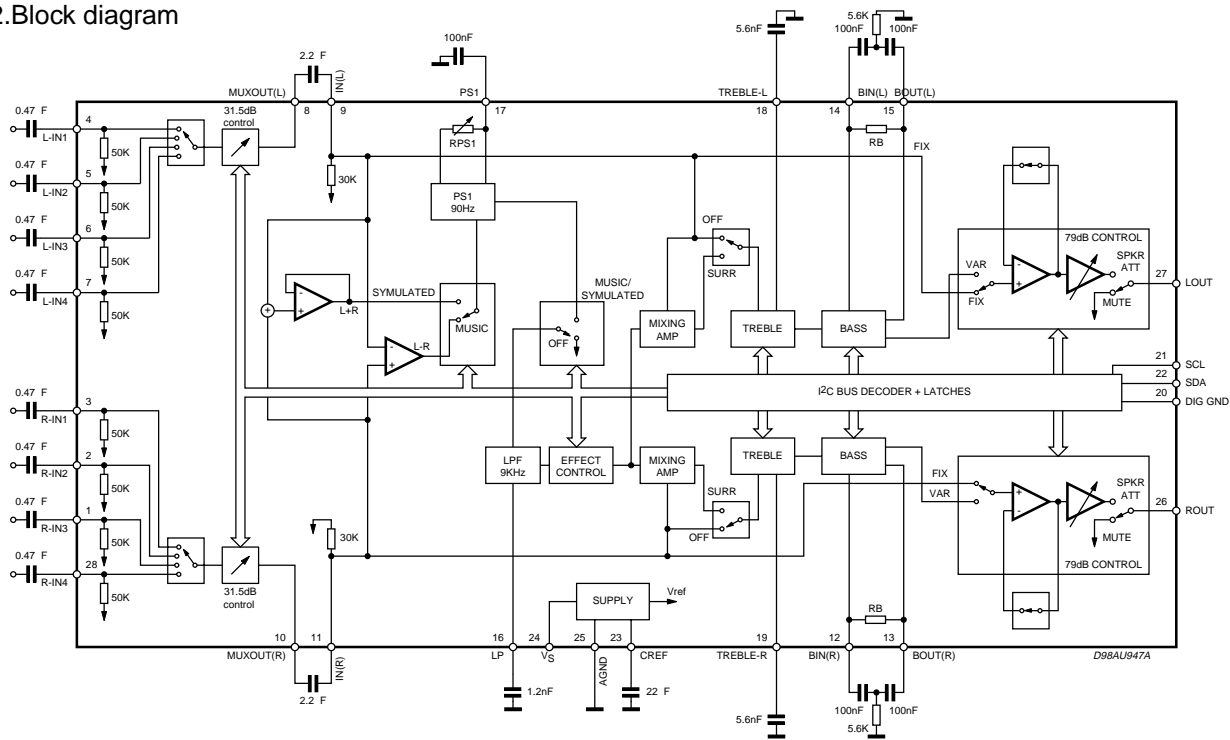 2.Block diagram
5.6nF
5.6K
100nF
100nF
100nF
2.2 F
IN(L)
MUXOUT(L)
PS1
TREBLE-L
BIN(L)
BOUT(L)
8
9
17
18
14
15
0.47 F
L-IN1
4
50K
31.5dB
control
RPS1
RB
FIX
0.47 F
L-IN2
5
50K
30K
PS1
90Hz
0.47 F
L-IN3
6
50K
OFF
SURR
79dB CONTROL
SPKR
ATT
27
LOUT
MUTE
VAR
FIX
0.47 F
L-IN4
7
50K
SYMULATED
L+R
MUSIC
MUSIC/
SYMULATED
OFF
MIXING
AMP
TREBLE
BASS
L-R
21
SCL
22
SDA
20
DIG GND
I2C BUS DECODER + LATCHES
0.47 F
R-IN1
3
50K
0.47 F
R-IN2
2
50K
LPF
9KHz
EFFECT
CONTROL
MIXING
AMP
TREBLE
BASS
FIX
VAR
SURR
OFF
SPKR
ATT
26
ROUT
MUTE
79dB CONTROL
0.47 F
R-IN3
1
50K
30K
0.47 F
R-IN4
28
50K
31.5dB
control
SUPPLY
Vref
RB
10
11
16
24
25
23
19
12
13
MUXOUT(R)
IN(R)
LP
VS
AGND
CREF
TREBLE-R
BIN(R)
BOUT(R)
D98AU947A
2.2 F
1.2nF
22 F
5.6nF
100nF
100nF
5.6K